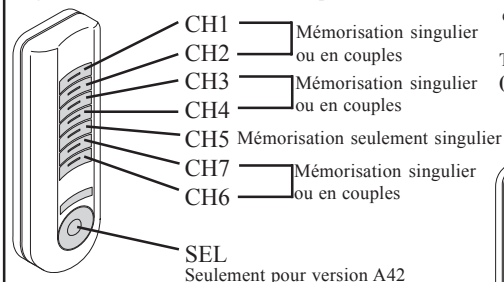 CH1
Mémorisation singulier
CH2
ou en couples
CH3
Mémorisation singulier
CH4
ou en couples
CH5 Mémorisation seulement singulier
CH7
Mémorisation singulier
CH6
ou en couples
SEL
Seulement pour version A42